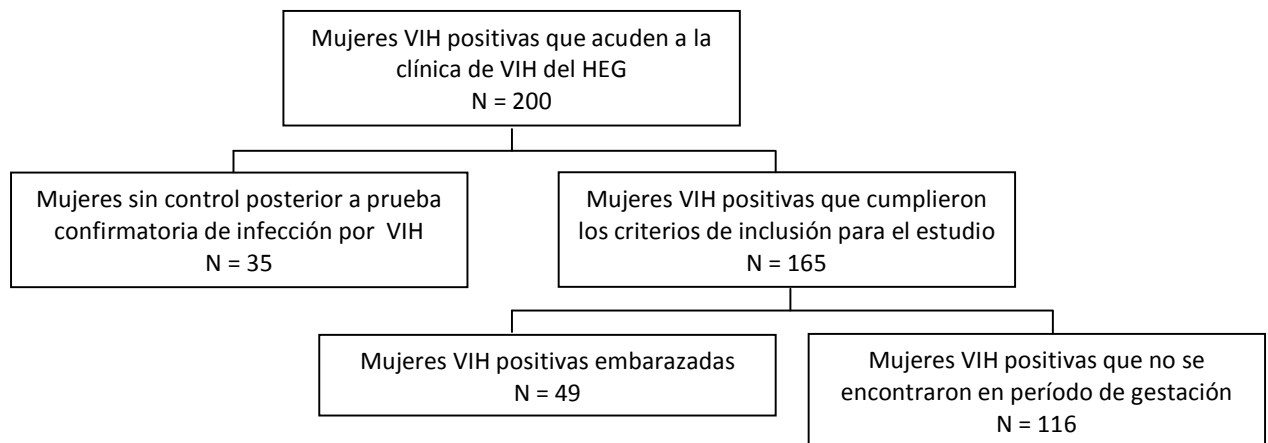 Mujeres VIH positivas que acuden a la
clínica de VIH del HEG
N = 200
Mujeres sin control posterior a prueba
confirmatoria de infección por VIH
N = 35
Mujeres VIH positivas que cumplieron
los criterios de inclusión para el estudio
N = 165
Mujeres VIH positivas embarazadas
N = 49
Mujeres VIH positivas que no se
encontraron en período de gestación
N = 116